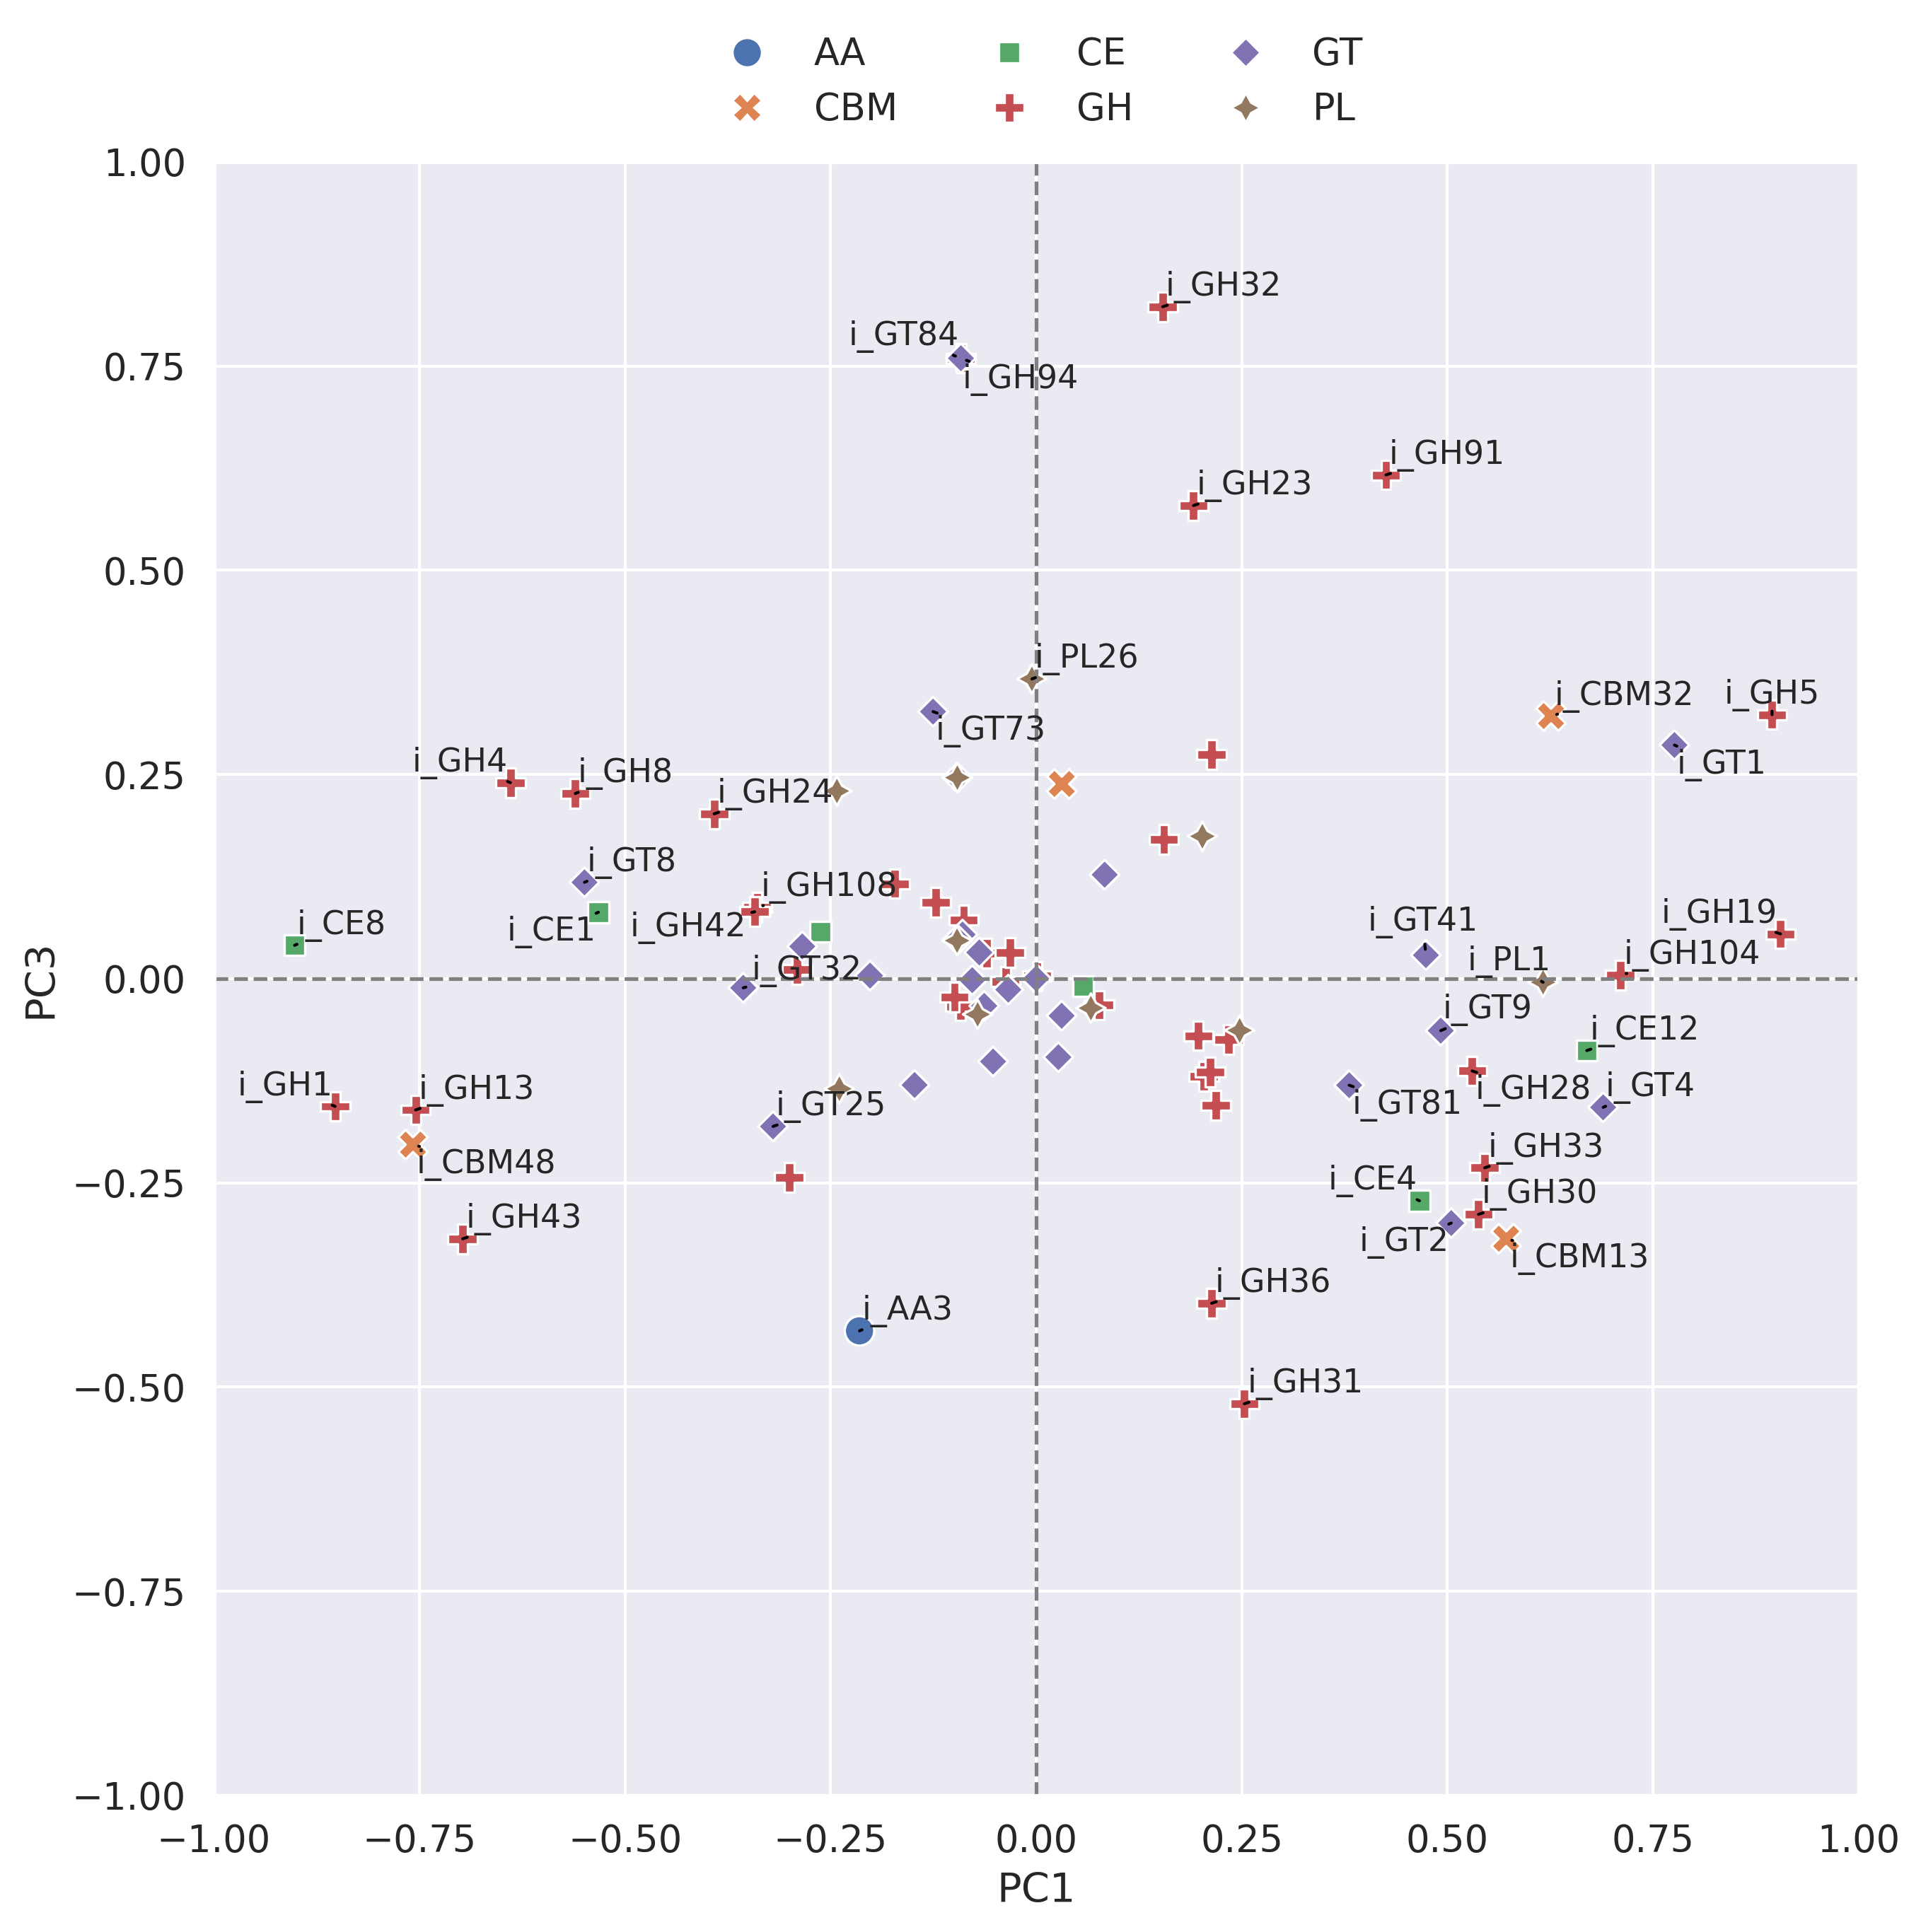 AA
CE
GT
CBM
GH
PL
1.00
i_GH32
i_GT84
0.75
i_GH94
i_GH91
i_GH23
0.50
i_PL26
i_CBM32
i_GH5
i_GT73
i_GH4
i_GH8
i_GT1
0.25
i_GH24
i_GT8
i_GH108
i_CE8
i_CE1
i_GH42
i_GT41
i_GH19
i_GH104
i_PL1
i_GT32
0.00
PC3
i_GT9
i_CE12
i_GH1
i_GH13
i_GH28
i_GT4
i_GT25
i_GT81
i_GH33
i_CBM48
−0.25
i_CE4
i_GH30
i_GH43
i_GT2
i_CBM13
i_GH36
i_AA3
−0.50
i_GH31
−0.75
−1.00
−1.00 −0.75 −0.50 −0.25 0.00 0.25 0.50 0.75 1.00
PC1